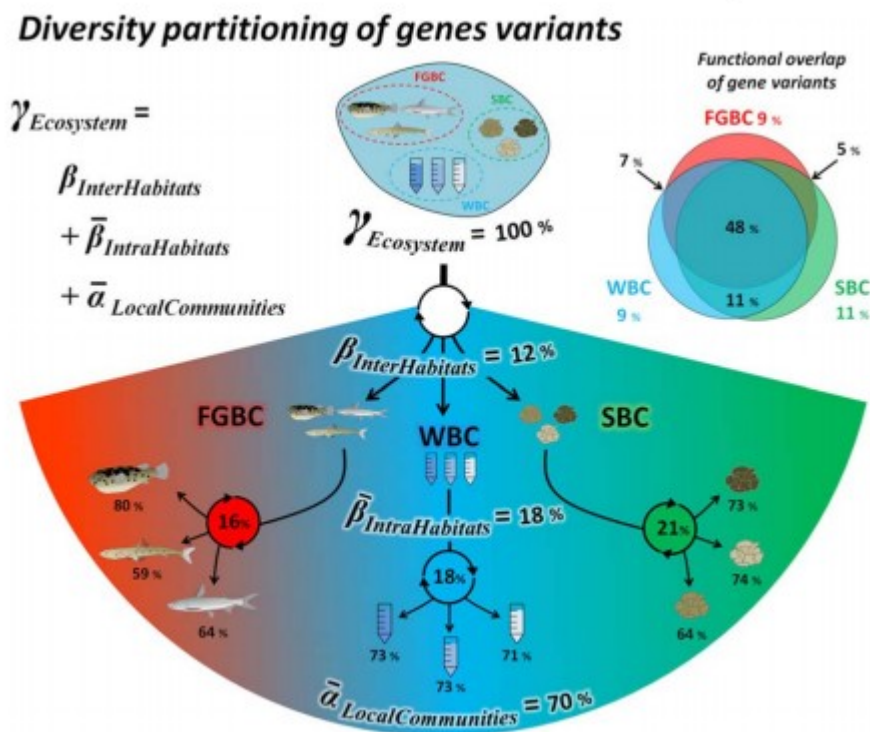 Diversity partitioning of genes variants
γEcosystem =
βInterHabitats
+ β̄IntraHabitats
+ ᾱ LocalCommunities
FGBC
SBC
WBC
γEcosystem = 100 %
Functional overlap
of gene variants
FGBC 9 %
7 %
5 %
48 %
WBC
9 %
11 %
SBC
11 %
βInterHabitats = 12 %
FGBC
WBC
SBC
β̄IntraHabitats = 18 %
16%
80 %
59 %
64 %
18%
73 %
73 %
71 %
21%
73 %
74 %
64 %
ᾱ LocalCommunities = 70 %